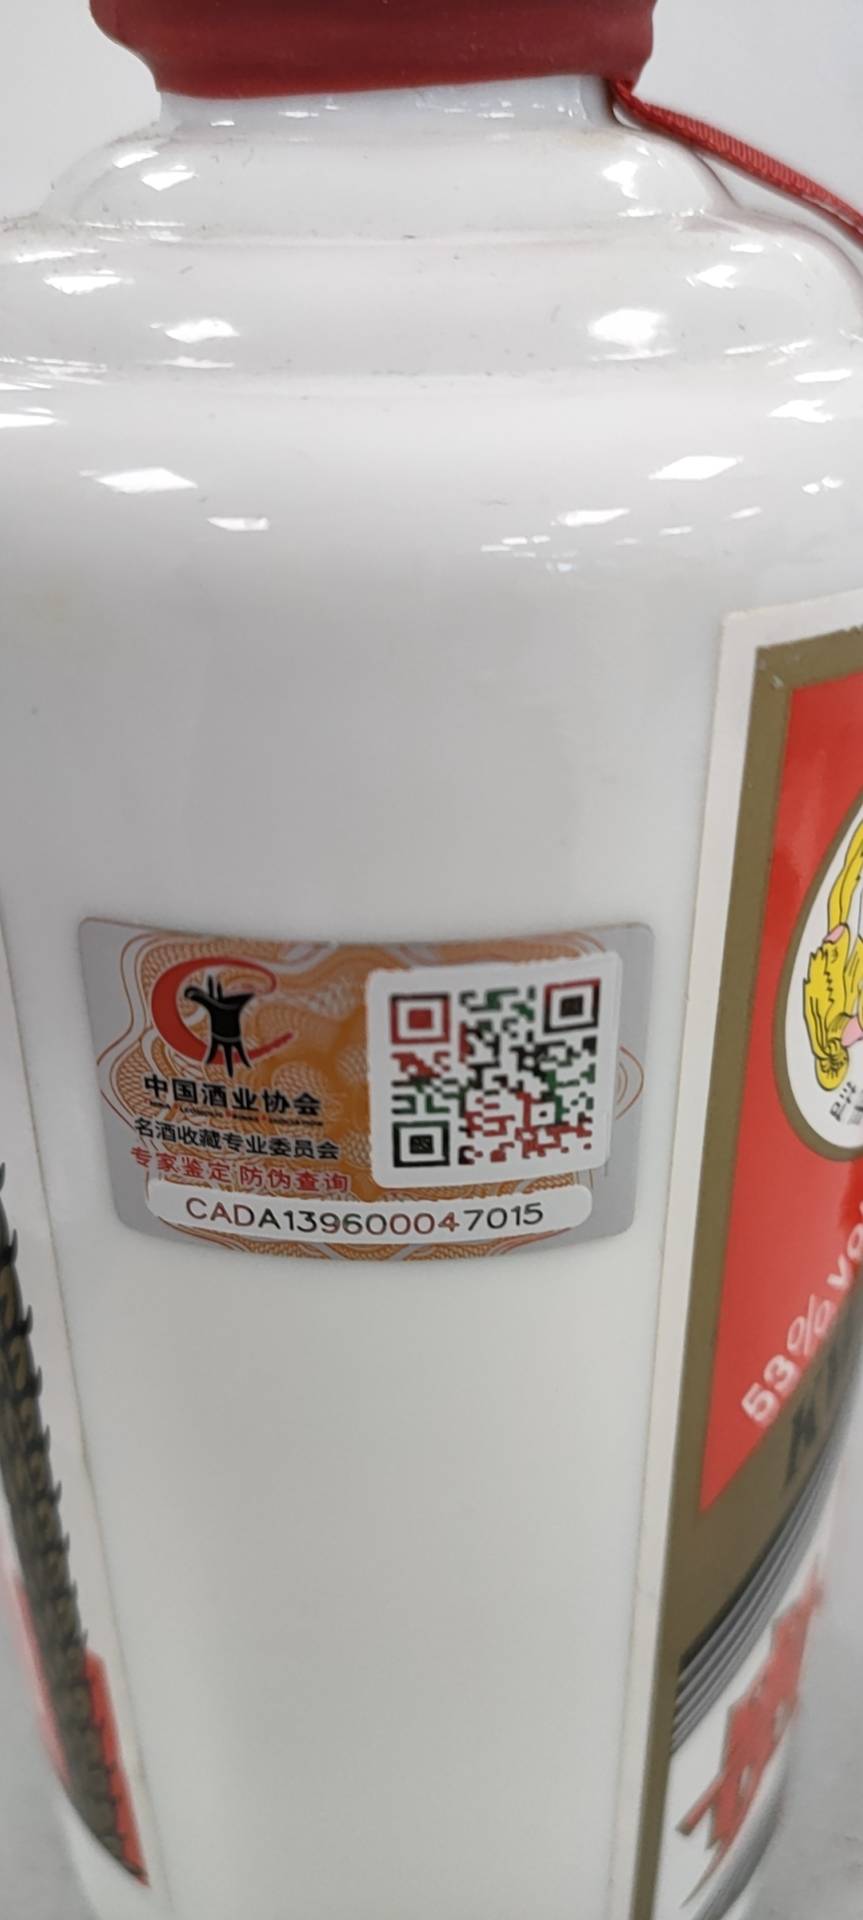 中国酒业协会
名酒收藏专业委员会
专家鉴定 防伪查询
CADA139600047015
53% vo